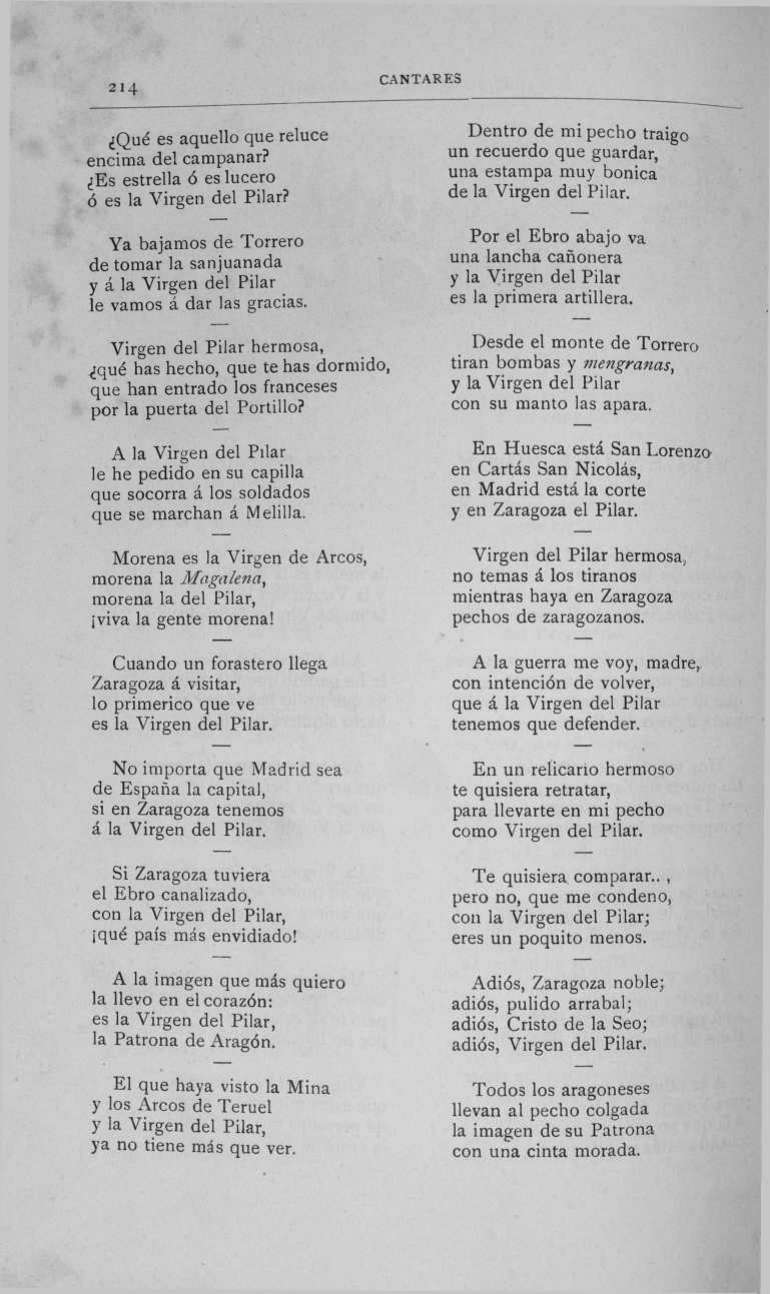 214
CANTARES
¿Qué es aquello que reluce
encima del campanar?
¿Es estrella ó es lucero
ó es la Virgen del Pilar?
Ya bajamos de Torrero
de tomar la sanjuanada
y á la Virgen del Pilar
le vamos á dar las gracias.
Virgen del Pilar hermosa,
¿qué has hecho, que te has dormido,
que han entrado los franceses
por la puerta del Portillo?
A la Virgen del Pilar
le he pedido en su capilla
que socorra á los soldados
que se marchan á Melilla.
Morena es la Virgen de Arcos,
morena la Magalena,
morena la del Pilar,
¡viva la gente morena!
Cuando un forastero llega
Zaragoza á visitar,
lo primerico que ve
es la Virgen del Pilar.
No importa que Madrid sea
de España la capital,
si en Zaragoza tenemos
á la Virgen del Pilar.
Si Zaragoza tuviera
el Ebro canalizado,
con la Virgen del Pilar,
¡qué país más envidiado!
A la imagen que más quiero
la llevo en el corazón:
es la Virgen del Pilar,
la Patrona de Aragón.
El que haya visto la Mina
y los Arcos de Teruel
y la Virgen del Pilar,
ya no tiene más que ver.
Dentro de mi pecho traigo
un recuerdo que guardar,
una estampa muy bonica
de la Virgen del Pilar.
Por el Ebro abajo va
una lancha cañonera
y la Virgen del Pilar
es la primera artillera.
Desde el monte de Torrero
tiran bombas y mengranas,
y la Virgen del Pilar
con su manto las apara.
En Huesca está San Lorenzo
en Cartás San Nicolás,
en Madrid está la corte
y en Zaragoza el Pilar.
Virgen del Pilar hermosa,
no temas á los tiranos
mientras haya en Zaragoza
pechos de zaragozanos.
A la guerra me voy, madre,
con intención de volver,
que á la Virgen del Pilar
tenemos que defender.
En un relicario hermoso
te quisiera retratar,
para llevarte en mi pecho
como Virgen del Pilar.
Te quisiera comparar.. ,
pero no, que me condeno,
con la Virgen del Pilar;
eres un poquito menos.
Adiós, Zaragoza noble;
adiós, pulido arrabal;
adiós, Cristo de la Seo;
adiós, Virgen del Pilar.
Todos los aragoneses
llevan al pecho colgada
la imagen de su Patrona
con una cinta morada.